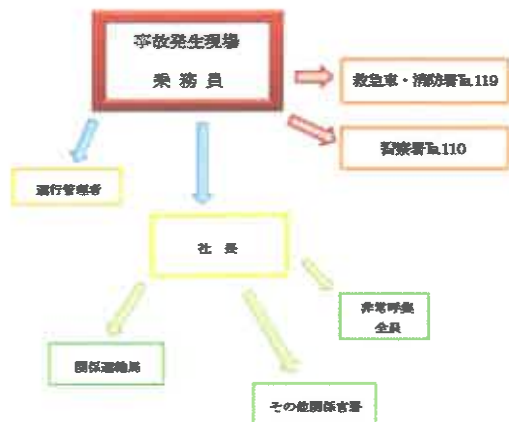 事故発生現場
乗務員
救急車・消防署℡119
警察署℡110
運行管理者
社長
非常呼集
全員
関係運輸局
その他関係官署